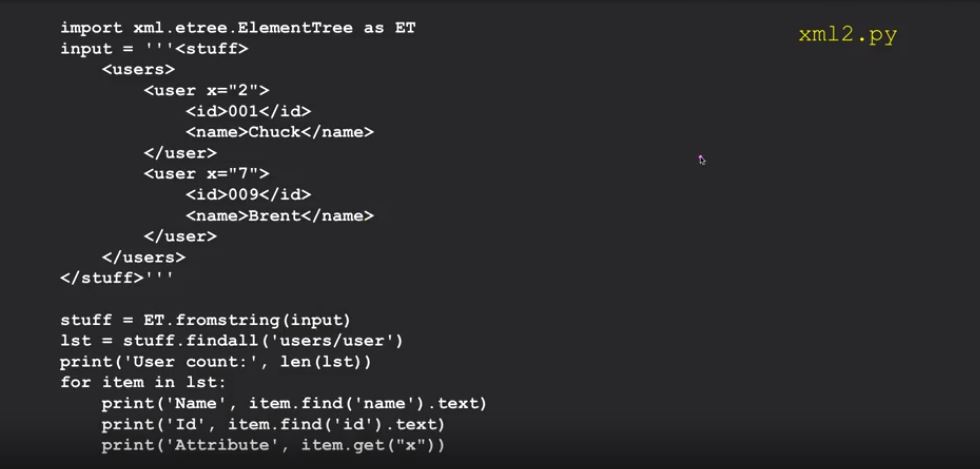 import xml.etree.ElementTree as ET
xml2.py
input = '''<stuff>
    <users>
        <user x="2">
            <id>001</id>
            <name>Chuck</name>
        </user>
        <user x="7">
            <id>009</id>
            <name>Brent</name>
        </user>
    </users>
</stuff>'''

stuff = ET.fromstring(input)
lst = stuff.findall('users/user')
print('User count:', len(lst))
for item in lst:
    print('Name', item.find('name').text)
    print('Id', item.find('id').text)
    print('Attribute', item.get("x"))